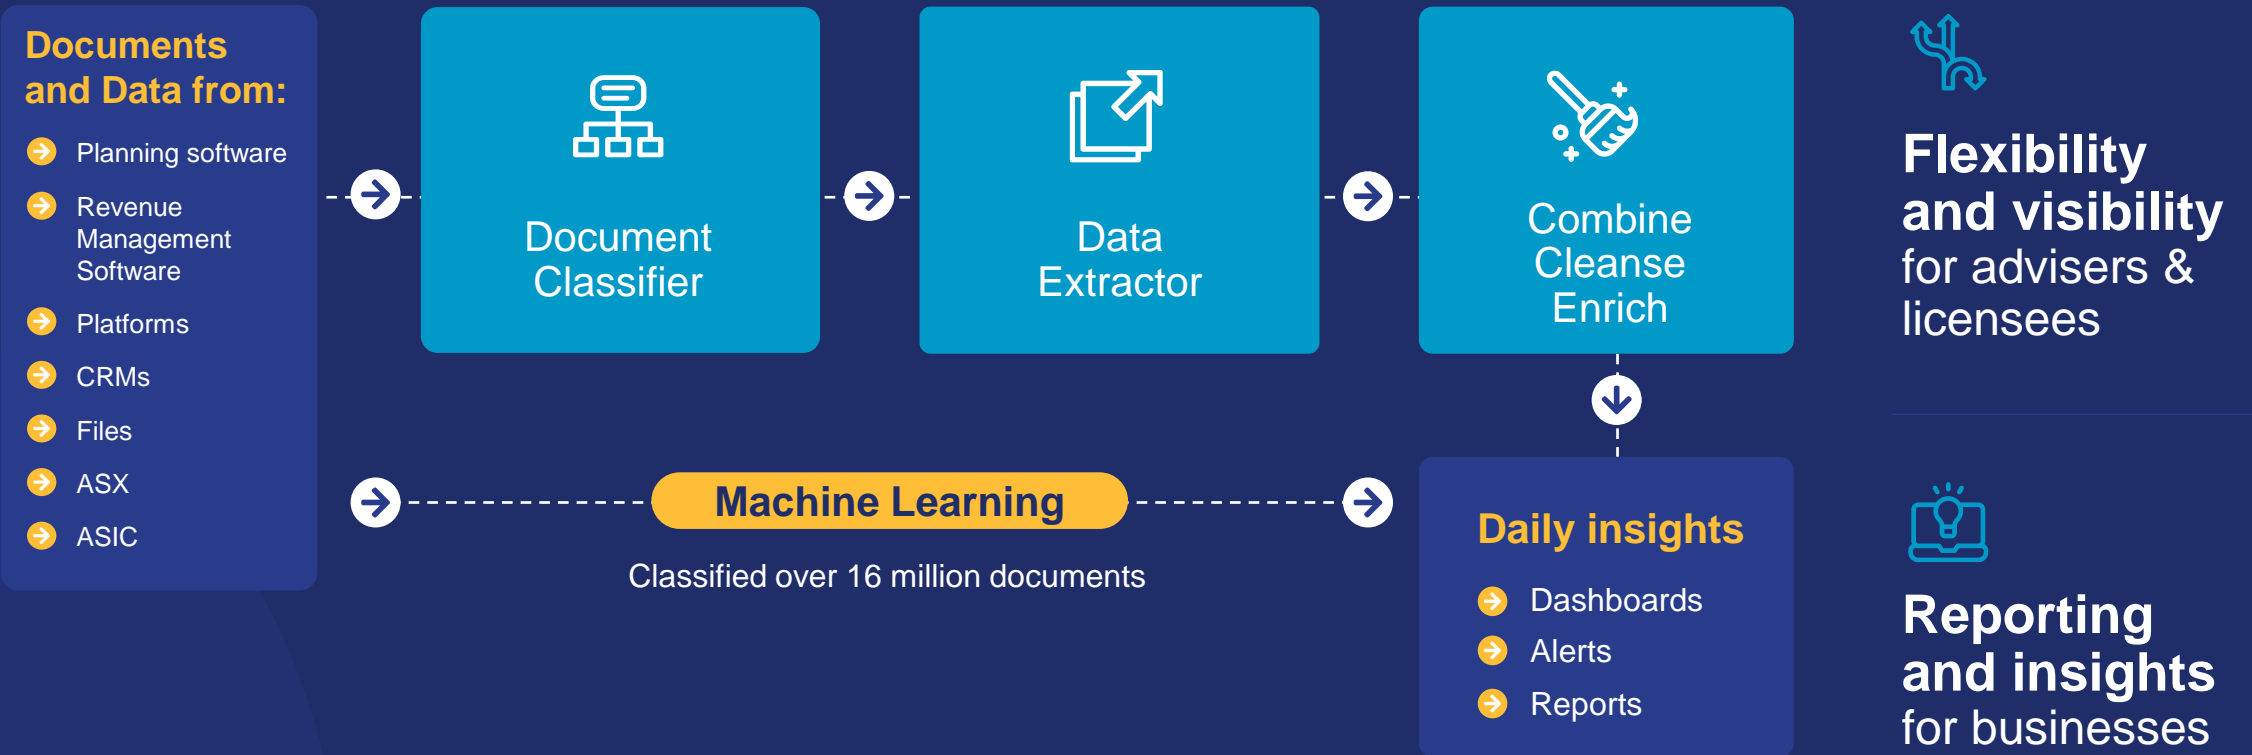 Documents
and Data from:
Planning software
Revenue
Management
Software
Platforms
CRMs
Files
ASX
ASIC
Document
Classifier
Data
Extractor
Combine
Cleanse
Enrich
Machine Learning
Classified over 16 million documents
Daily insights
Dashboards
Alerts
Reports
Flexibility
and visibility
for advisers &
licensees
Reporting
and insights
for businesses